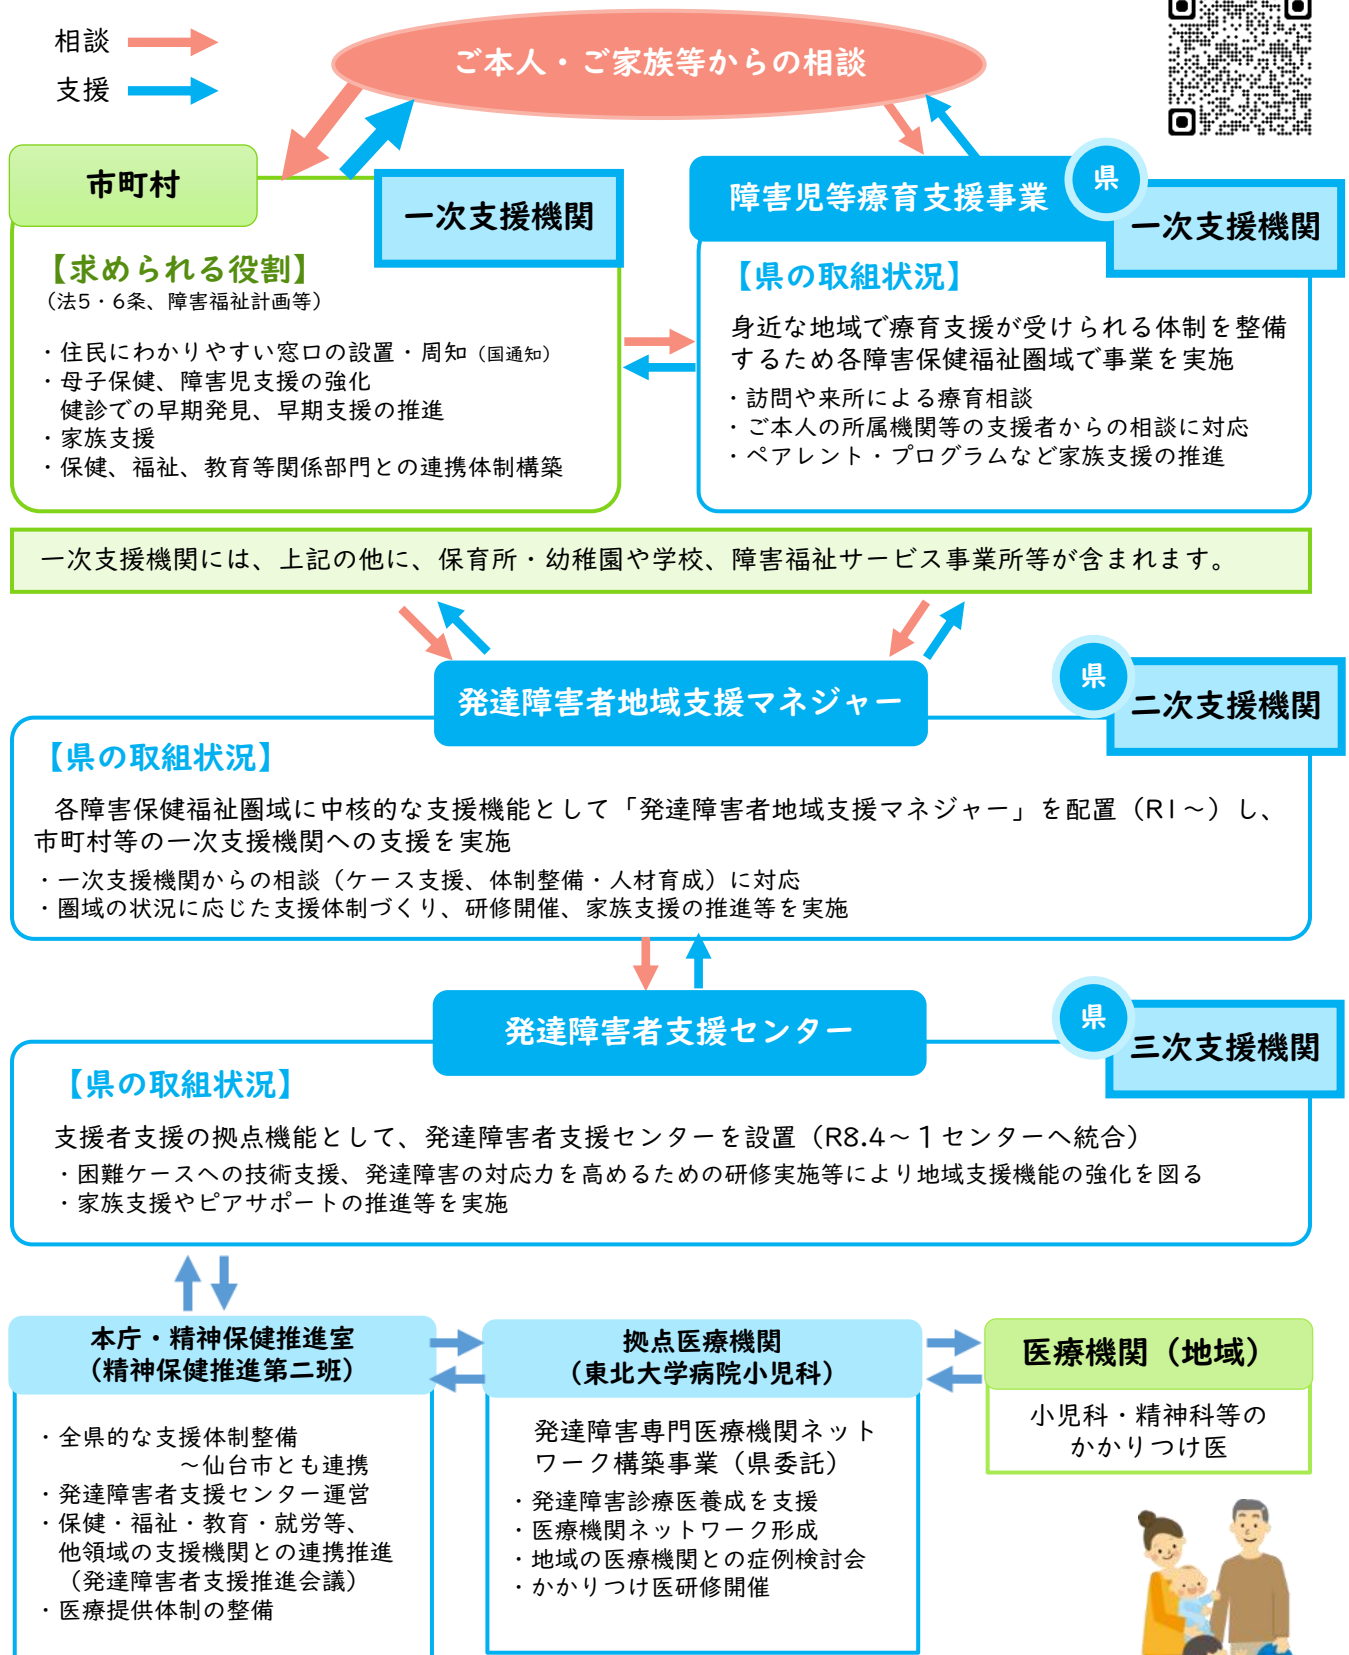 相談
支援
ご本人・ご家族等からの相談
市町村
一次支援機関
【求められる役割】
（法5・6条、障害福祉計画等）
・住民にわかりやすい窓口の設置・周知（国通知）
・母子保健、障害児支援の強化
健診での早期発見、早期支援の推進
・家族支援
・保健、福祉、教育等関係部門との連携体制構築
障害児等療育支援事業
県
一次支援機関
【県の取組状況】
身近な地域で療育支援が受けられる体制を整備
するため各障害保健福祉圏域で事業を実施
・訪問や来所による療育相談
・ご本人の所属機関等の支援者からの相談に対応
・ペアレント・プログラムなど家族支援の推進
一次支援機関には、上記の他に、保育所・幼稚園や学校、障害福祉サービス事業所等が含まれます。
発達障害者地域支援マネジャー
県
二次支援機関
【県の取組状況】
各障害保健福祉圏域に中核的な支援機能として「発達障害者地域支援マネジャー」を配置（R1～）し、
市町村等の一次支援機関への支援を実施
・一次支援機関からの相談（ケース支援、体制整備・人材育成）に対応
・圏域の状況に応じた支援体制づくり、研修開催、家族支援の推進等を実施
発達障害者支援センター
県
三次支援機関
【県の取組状況】
支援者支援の拠点機能として、発達障害者支援センターを設置（R8.4～１センターへ統合）
・困難ケースへの技術支援、発達障害の対応力を高めるための研修実施等により地域支援機能の強化を図る
・家族支援やピアサポートの推進等を実施
本庁・精神保健推進室
（精神保健推進第二班）
・全県的な支援体制整備
～仙台市とも連携
・発達障害者支援センター運営
・保健・福祉・教育・就労等、
他領域の支援機関との連携推進
（発達障害者支援推進会議）
・医療提供体制の整備
拠点医療機関
（東北大学病院小児科）
発達障害専門医療機関ネット
ワーク構築事業（県委託）
・発達障害診療医養成を支援
・医療機関ネットワーク形成
・地域の医療機関との症例検討会
・かかりつけ医研修開催
医療機関（地域）
小児科・精神科等の
かかりつけ医